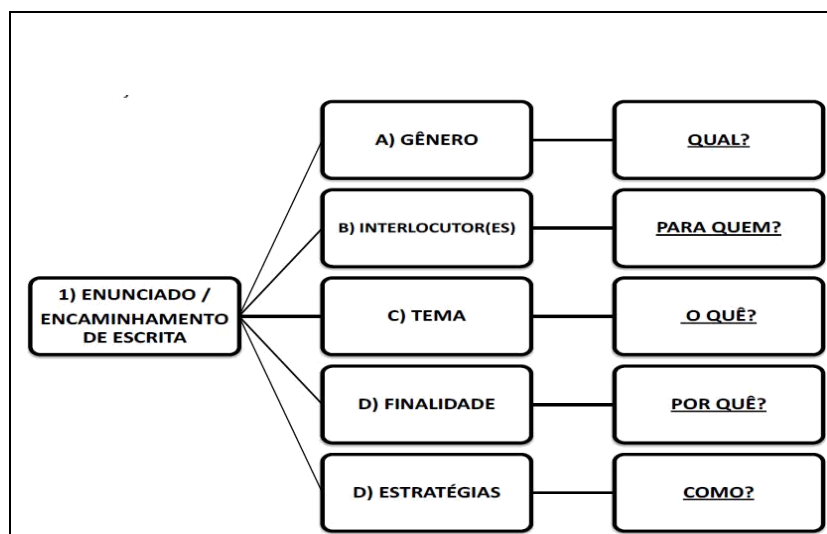 1) ENUNCIADO /
ENCAMINHAMENTO
DE ESCRITA
A) GÊNERO
QUAL?
B) INTERLOCUTOR(ES)
PARA QUEM?
C) TEMA
O QUÊ?
D) FINALIDADE
POR QUÊ?
D) ESTRATÉGIAS
COMO?